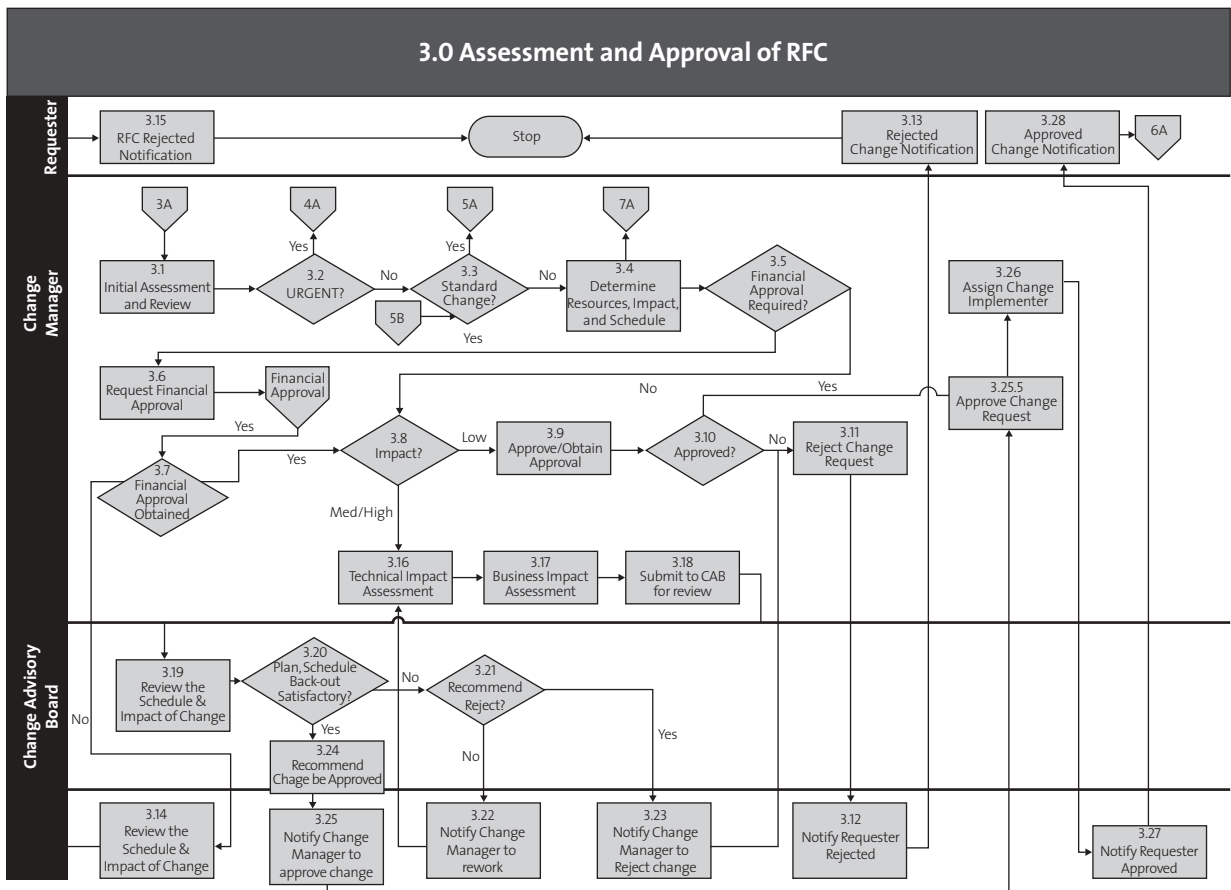 3.0 Assessment and Approval of RFC
Requester
3.15
RFC Rejected
Notification
Stop
3.13
Rejected
Change Notification
3.28
Approved
Change Notification
6A
Change
Manager
3A
4A
5A
7A
Yes
Yes
3.1
Initial Assessment
and Review
3.2
URGENT?
No
3.3
Standard
Change?
No
3.4
Determine
Resources, Impact,
and Schedule
3.5
Financial
Approval
Required?
3.26
Assign Change
Implementer
5B
Yes
3.6
Request Financial
Approval
Financial
Approval
No
Yes
3.25.5
Approve Change
Request
Yes
3.7
Financial
Approval
Obtained
Yes
3.8
Impact?
Low
3.9
Approve/Obtain
Approval
3.10
Approved?
No
3.11
Reject Change
Request
Med/High
3.16
Technical Impact
Assessment
3.17
Business Impact
Assessment
3.18
Submit to CAB
for review
Change Advisory
Board
No
3.19
Review the
Schedule &
Impact of Change
3.20
Plan, Schedule
Back-out
Satisfactory?
No
3.21
Recommend
Reject?
Yes
Yes
No
3.24
Recommend
Chage be Approved
3.14
Review the
Schedule &
Impact of Change
3.25
Notify Change
Manager to
approve change
3.22
Notify Change
Manager to
rework
3.23
Notify Change
Manager to
Reject change
3.12
Notify Requester
Rejected
3.27
Notify Requester
Approved